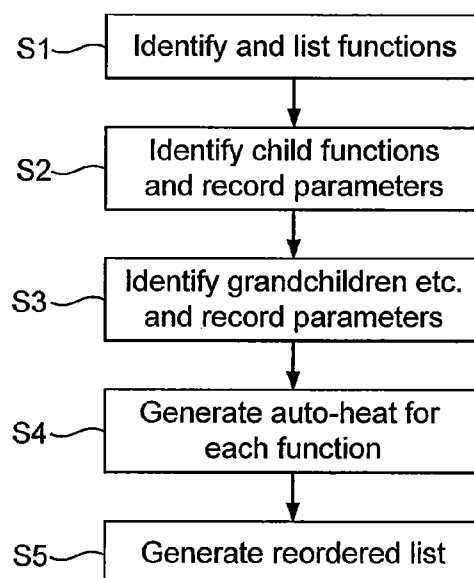 S1 Identify and list functions
S2 Identify child functions
and record parameters
S3 Identify grandchildren etc.
and record parameters
S4 Generate auto-heat for
each function
S5 Generate reordered list